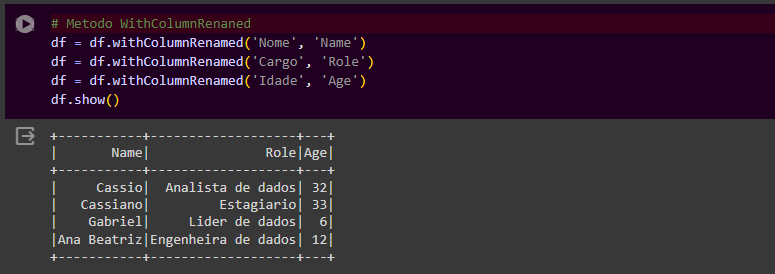 # Metodo WithColumnRenaned
df = df.withColumnRenamed('Nome', 'Name')
df = df.withColumnRenamed('Cargo', 'Role')
df = df.withColumnRenamed('Idade', 'Age')
df.show()
+-----------+-------------------+---+
|       Name|               Role|Age|
+-----------+-------------------+---+
|     Cassio|  Analista de dados| 32|
|   Cassiano|         Estagiario| 33|
|    Gabriel|     Lider de dados|  6|
|Ana Beatriz|Engenheira de dados| 12|
+-----------+-------------------+---+